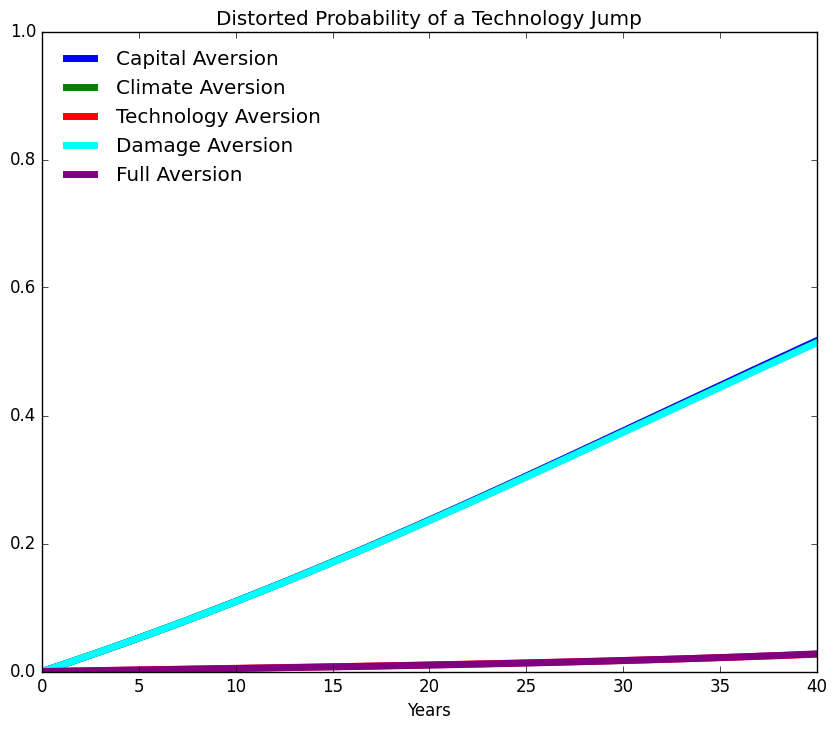 Distorted Probability of a Technology Jump
1.0
Capital Aversion
Climate Aversion
Technology Aversion
Damage Aversion
Full Aversion
0.8
0.6
0.4
0.2
0.0
0 5 10 15 20 25 30 35 40
Years